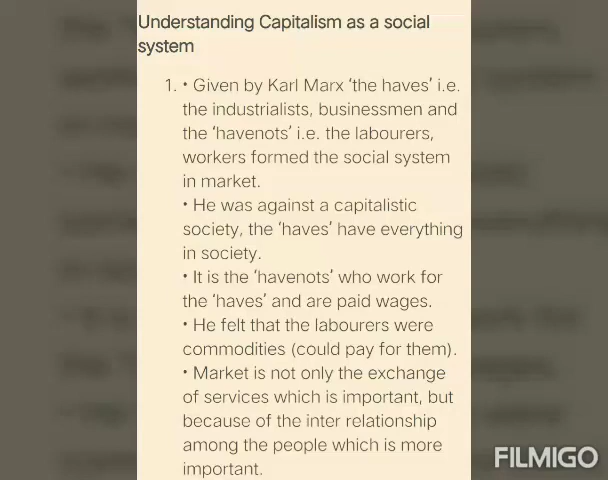 Understanding Capitalism as a social
system
1. • Given by Karl Marx 'the haves' i.e.
the industrialists, businessmen and
the 'havenots' i.e. the labourers,
workers formed the social system
in market.
• He was against a capitalistic
society, the 'haves' have everything
in society.
• It is the 'havenots' who work for
the 'haves' and are paid wages.
• He felt that the labourers were
commodities (could pay for them).
• Market is not only the exchange
of services which is important, but
because of the inter relationship
among the people which is more
important.
FILMIGO